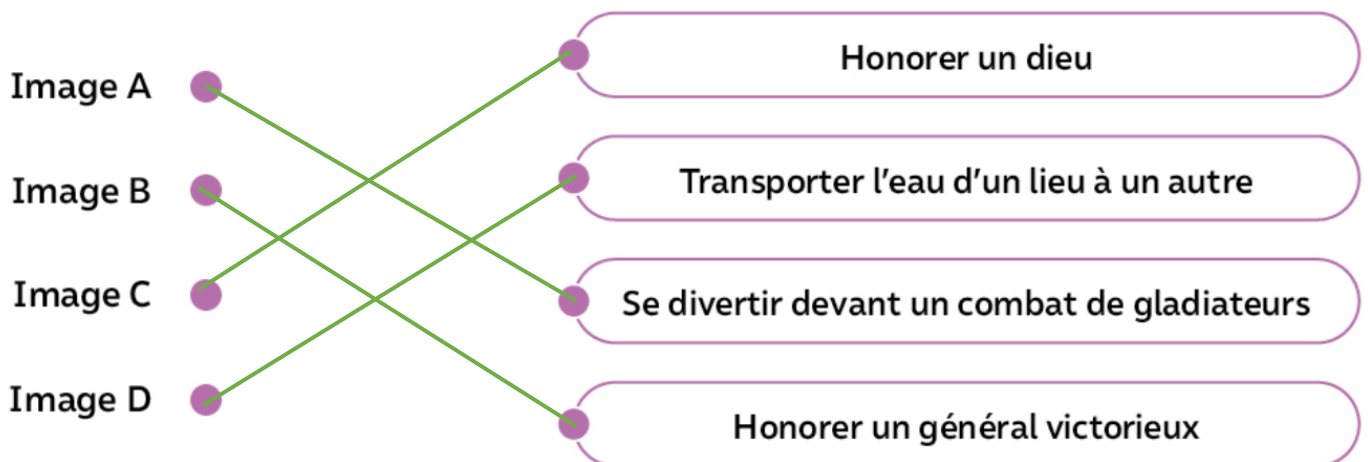 Image A
Image B
Image C
Image D
Honorer un dieu
Transporter l’eau d’un lieu à un autre
Se divertir devant un combat de gladiateurs
Honorer un général victorieux